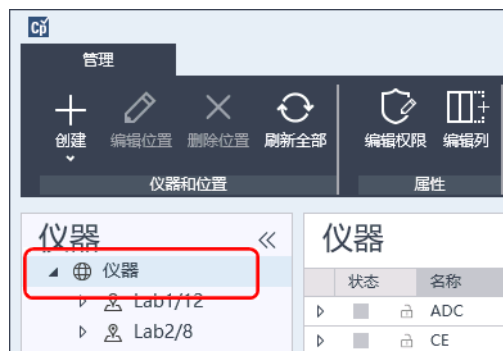 Cp
管理
创建 编辑位置 删除位置 刷新全部 编辑权限 编辑列
仪器和位置 属性
仪器
仪器
Lab1/12
Lab2/8
仪器
状态 名称
ADC
CE